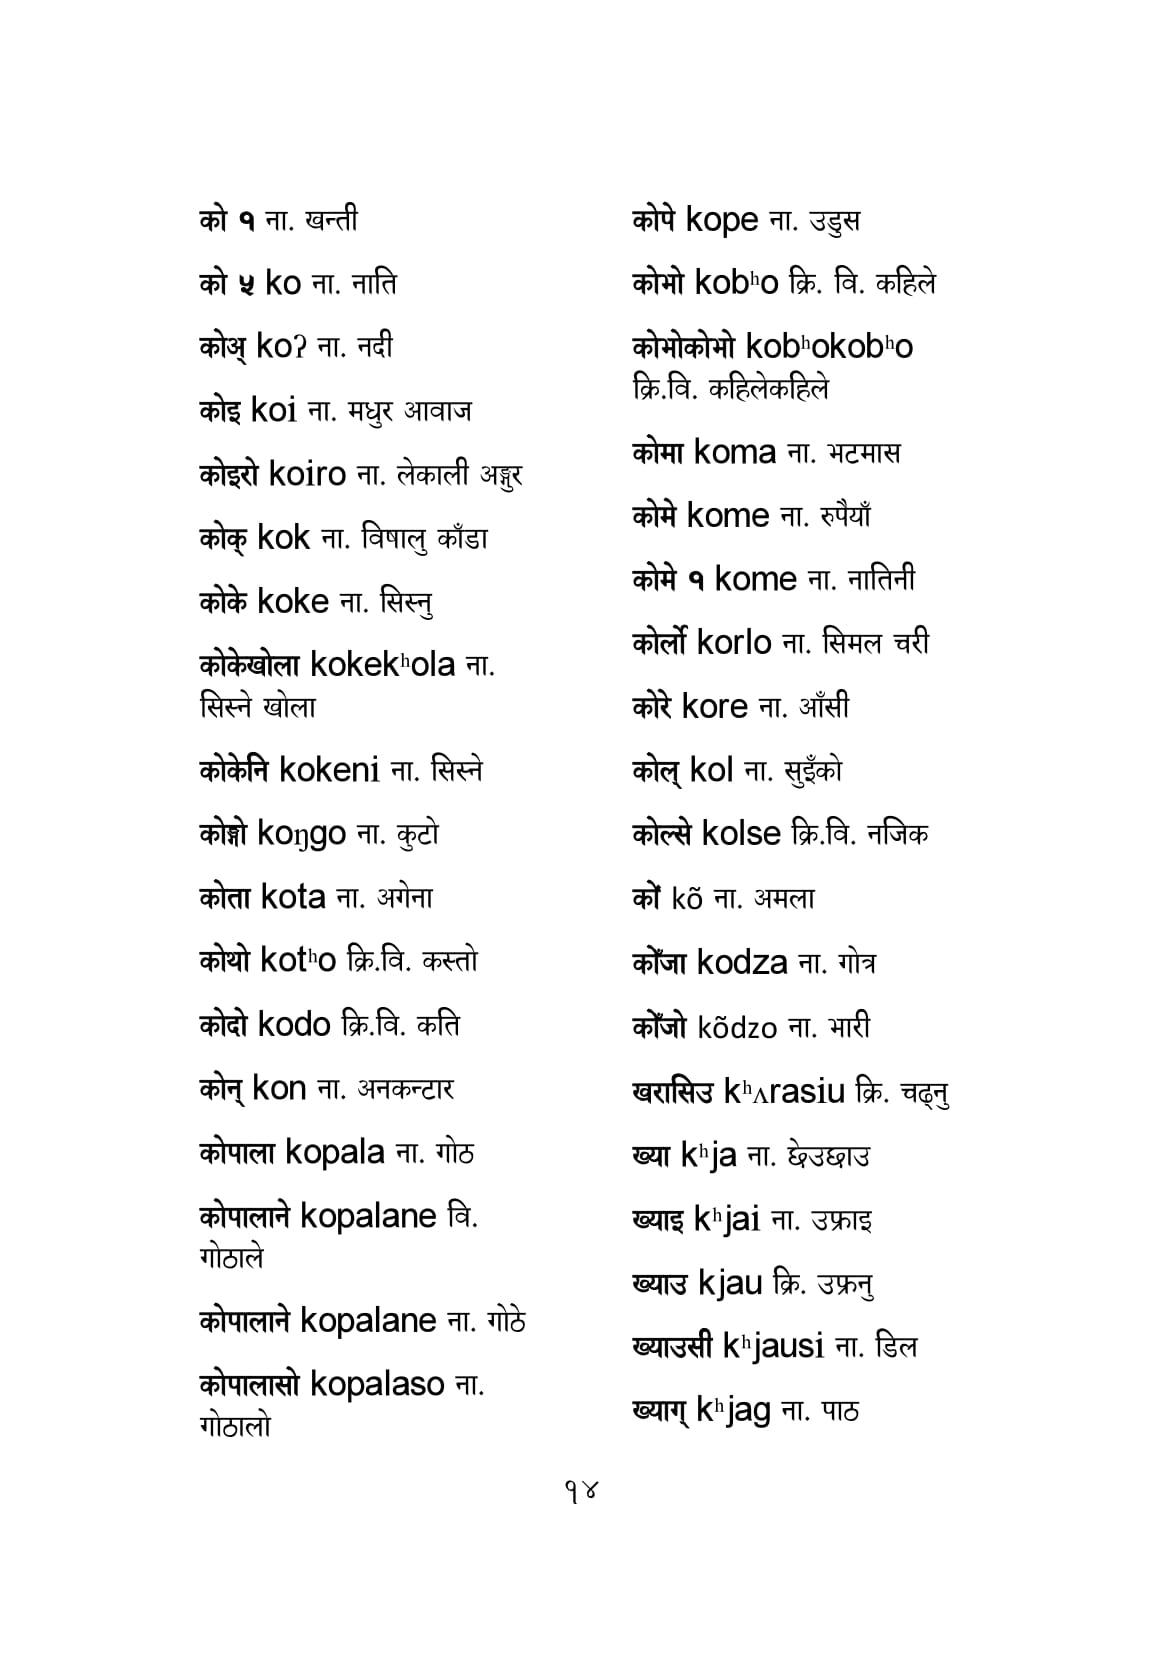 को १ ना. खन्ती
को ५ ko ना. नाति
कोअ् koʔ ना. नदी
कोइ koi ना. मधुर आवाज
कोइरो koiro ना. लेकाली अङ्गुर
कोक् kok ना. विषालु काँडा
कोके koke ना. सिस्नु
कोकेखोला kokekʰola ना.
सिस्ने खोला
कोकेनि kokeni ना. सिस्ने
कोङ्गो koŋgo ना. कुटो
कोता kota ना. अगेना
कोथो kotʰo क्रि.वि. कस्तो
कोदो kodo क्रि.वि. कति
कोन् kon ना. अनकन्टार
कोपाला kopala ना. गोठ
कोपालाने kopalane वि.
गोठाले
कोपालाने kopalane ना. गोठे
कोपालासो kopalaso ना.
गोठालो
कोपे kope ना. उडुस
कोभो kobʰo क्रि. वि. कहिले
कोभोकोभो kobʰokobʰo
क्रि.वि. कहिलेकहिले
कोमा koma ना. भटमास
कोमे kome ना. रुपैयाँ
कोमे १ kome ना. नातिनी
कोर्लो korlo ना. सिमल चरी
कोरे kore ना. आँसी
कोल् kol ना. सुइँको
कोल्से kolse क्रि.वि. नजिक
कों kõ ना. अमला
कोँजा kodza ना. गोत्र
कोँजो kõdzo ना. भारी
खरासिउ kʰʌrasiu क्रि. चढ्नु
ख्या kʰja ना. छेउछाउ
ख्याइ kʰjai ना. उफ्राइ
ख्याउ kjau क्रि. उफ्रनु
ख्याउसी kʰjausi ना. डिल
ख्याग् kʰjag ना. पाठ
१४